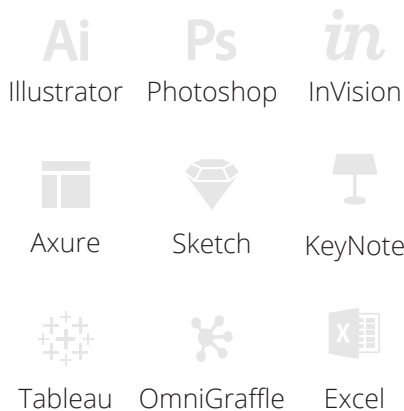 Ai Ps in
Illustrator Photoshop InVision
Axure Sketch KeyNote
X
Tableau OmniGraffle Excel